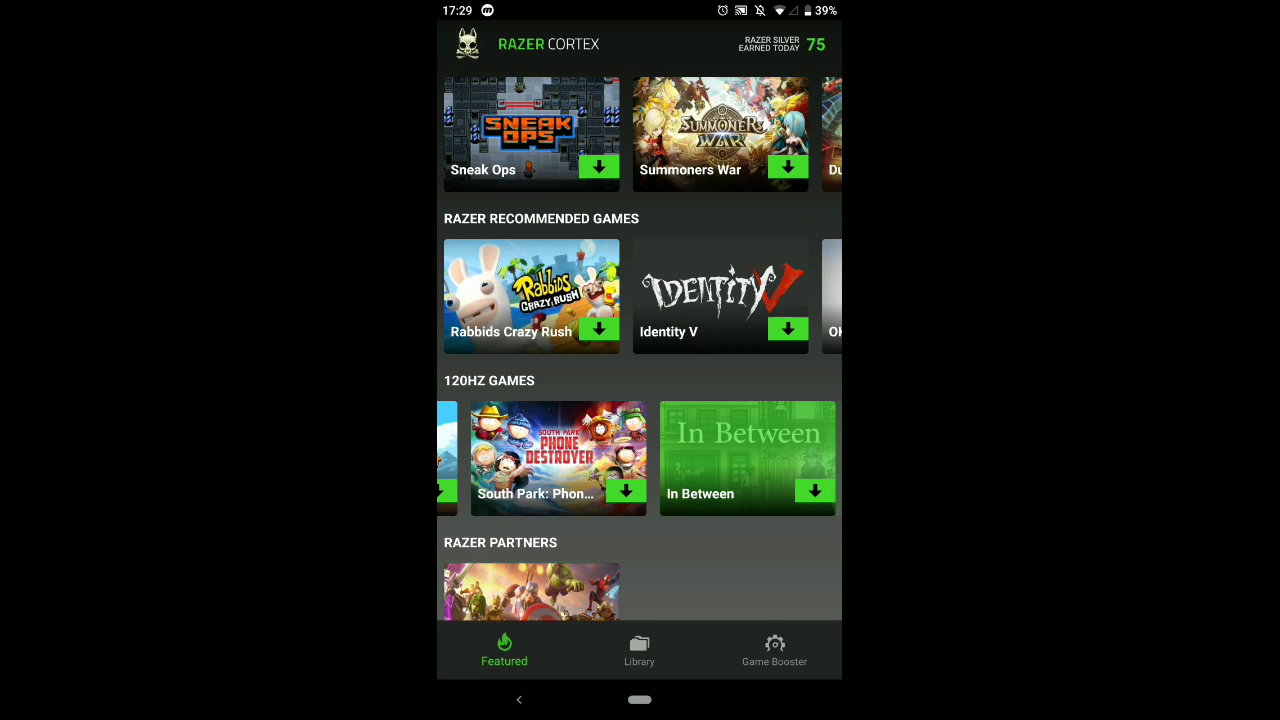 17:29
39%
RAZER CORTEX
RAZER SILVER
EARNED TODAY
75
SNEAK
OPS
Sneak Ops
SUMMONERS
WAR
Summoners War
Du
RAZER RECOMMENDED GAMES
Rabbids
CRAZY RUSH
Rabbids Crazy Rush
IDENTITY V
Identity V
OK
120HZ GAMES
SOUTH PARK
PHONE
DESTROYER
South Park: Phon...
In Between
In Between
RAZER PARTNERS
Featured
Library
Game Booster